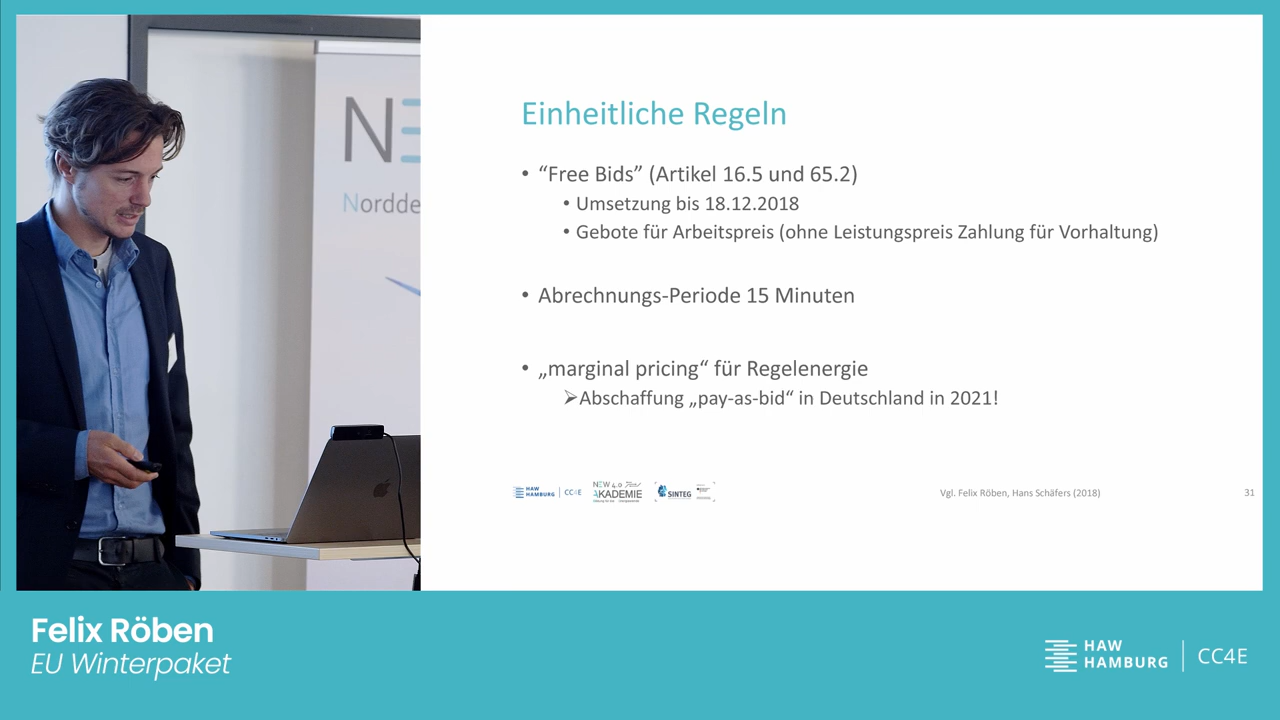 NE
Nordde
Einheitliche Regeln
• “Free Bids” (Artikel 16.5 und 65.2)
• Umsetzung bis 18.12.2018
• Gebote für Arbeitspreis (ohne Leistungspreis Zahlung für Vorhaltung)
• Abrechnungs-Periode 15 Minuten
• „marginal pricing“ für Regelenergie
➢Abschaffung „pay-as-bid“ in Deutschland in 2021!
HAW HAMBURG | CC4E
NEW 4.0
AKADEMIE
SINTEG
Vgl. Felix Röben, Hans Schäfers (2018)
31
Felix Röben
EU Winterpaket
HAW
HAMBURG
CC4E